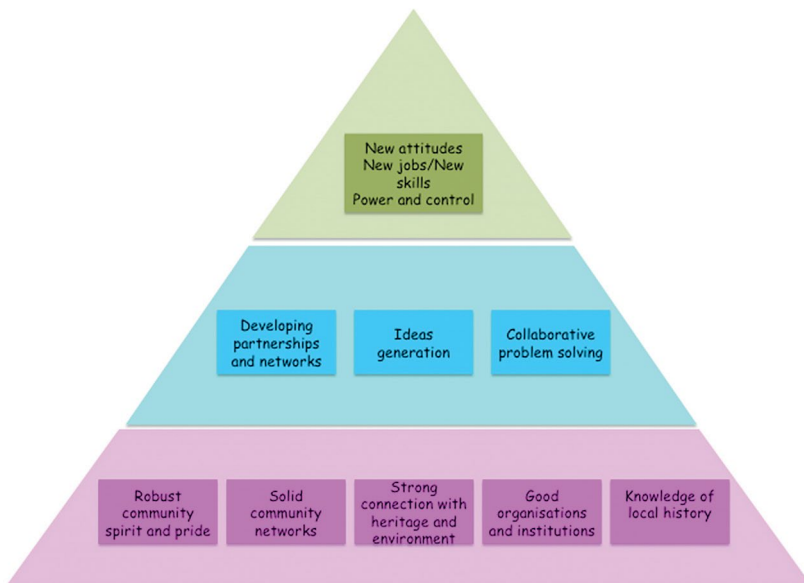 New attitudes
New jobs/New
skills
Power and control
Developing
partnerships
and networks
Ideas
generation
Collaborative
problem solving
Robust
community
spirit and pride
Solid
community
networks
Strong
connection with
heritage and
environment
Good
organisations
and institutions
Knowledge of
local history